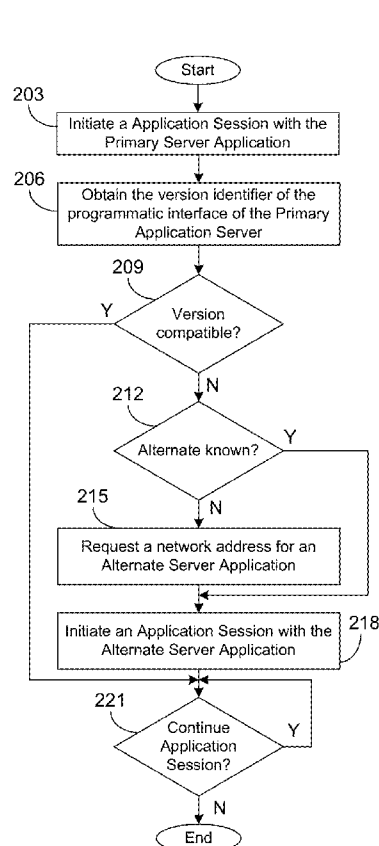 Start
203
Initiate a Application Session with the
Primary Server Application
206
Obtain the version identifier of the
programmatic interface of the Primary
Application Server
209
Y
Version
compatible?
N
212
Y
Alternate known?
N
215
Request a network address for an
Alternate Server Application
Initiate an Application Session with the
Alternate Server Application
218
221
Continue
Application
Session?
Y
N
End